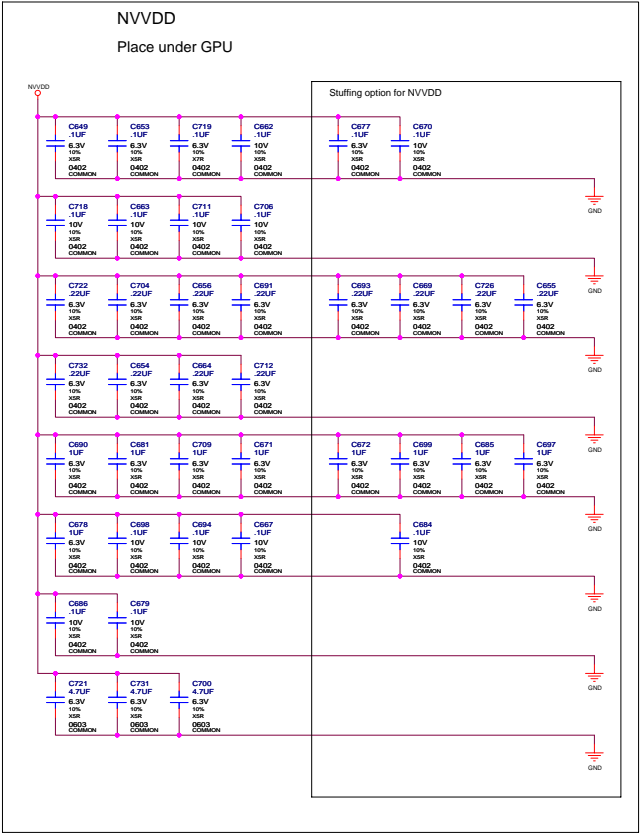 NVVDD
Place under GPU
NVVDD
Stuffing option for NVVDD
C649 C653 C719 C662 C677 C670
.1UF .1UF .1UF .1UF .1UF .1UF
6.3V 6.3V 6.3V 10V 6.3V 10V
10% 10% 10% 10% 10% 10%
X5R X5R X7R X5R X5R X5R
0402 0402 0402 0402 0402 0402
COMMON COMMON COMMON COMMON COMMON COMMON
GND
C718 C663 C711 C706
.1UF .1UF .1UF .1UF
10V 10V 10V 10V
10% 10% 10% 10%
X5R X5R X5R X5R
0402 0402 0402 0402
COMMON COMMON COMMON COMMON
GND
C722 C704 C656 C691 C693 C669 C726 C655
.22UF .22UF .22UF .22UF .22UF .22UF .22UF .22UF
6.3V 6.3V 6.3V 6.3V 6.3V 6.3V 6.3V 6.3V
10% 10% 10% 10% 10% 10% 10% 10%
X5R X5R X5R X5R X5R X5R X5R X5R
0402 0402 0402 0402 0402 0402 0402 0402
COMMON COMMON COMMON COMMON COMMON COMMON COMMON COMMON
GND
C732 C654 C664 C712
.22UF .22UF .22UF .22UF
6.3V 6.3V 6.3V 6.3V
10% 10% 10% 10%
X5R X5R X5R X5R
0402 0402 0402 0402
COMMON COMMON COMMON COMMON
GND
C690 C681 C709 C671 C672 C699 C685 C697
1UF 1UF 1UF 1UF 1UF 1UF 1UF 1UF
6.3V 6.3V 6.3V 6.3V 6.3V 6.3V 6.3V 6.3V
10% 10% 10% 10% 10% 10% 10% 10%
X5R X5R X5R X5R X5R X5R X5R X5R
0402 0402 0402 0402 0402 0402 0402 0402
COMMON COMMON COMMON COMMON COMMON COMMON COMMON COMMON
GND
C678 C698 C694 C667 C684
1UF .1UF .1UF .1UF .1UF
6.3V 10V 10V 10V 10V
10% 10% 10% 10% 10%
X5R X5R X5R X5R X5R
0402 0402 0402 0402 0402
COMMON COMMON COMMON COMMON COMMON
GND
C686 C679
.1UF .1UF
10V 10V
10% 10%
X5R X5R
0402 0402
COMMON COMMON
GND
C721 C731 C700
4.7UF 4.7UF 4.7UF
6.3V 6.3V 6.3V
10% 10% 10%
X5R X5R X5R
0603 0603 0603
COMMON COMMON COMMON
GND